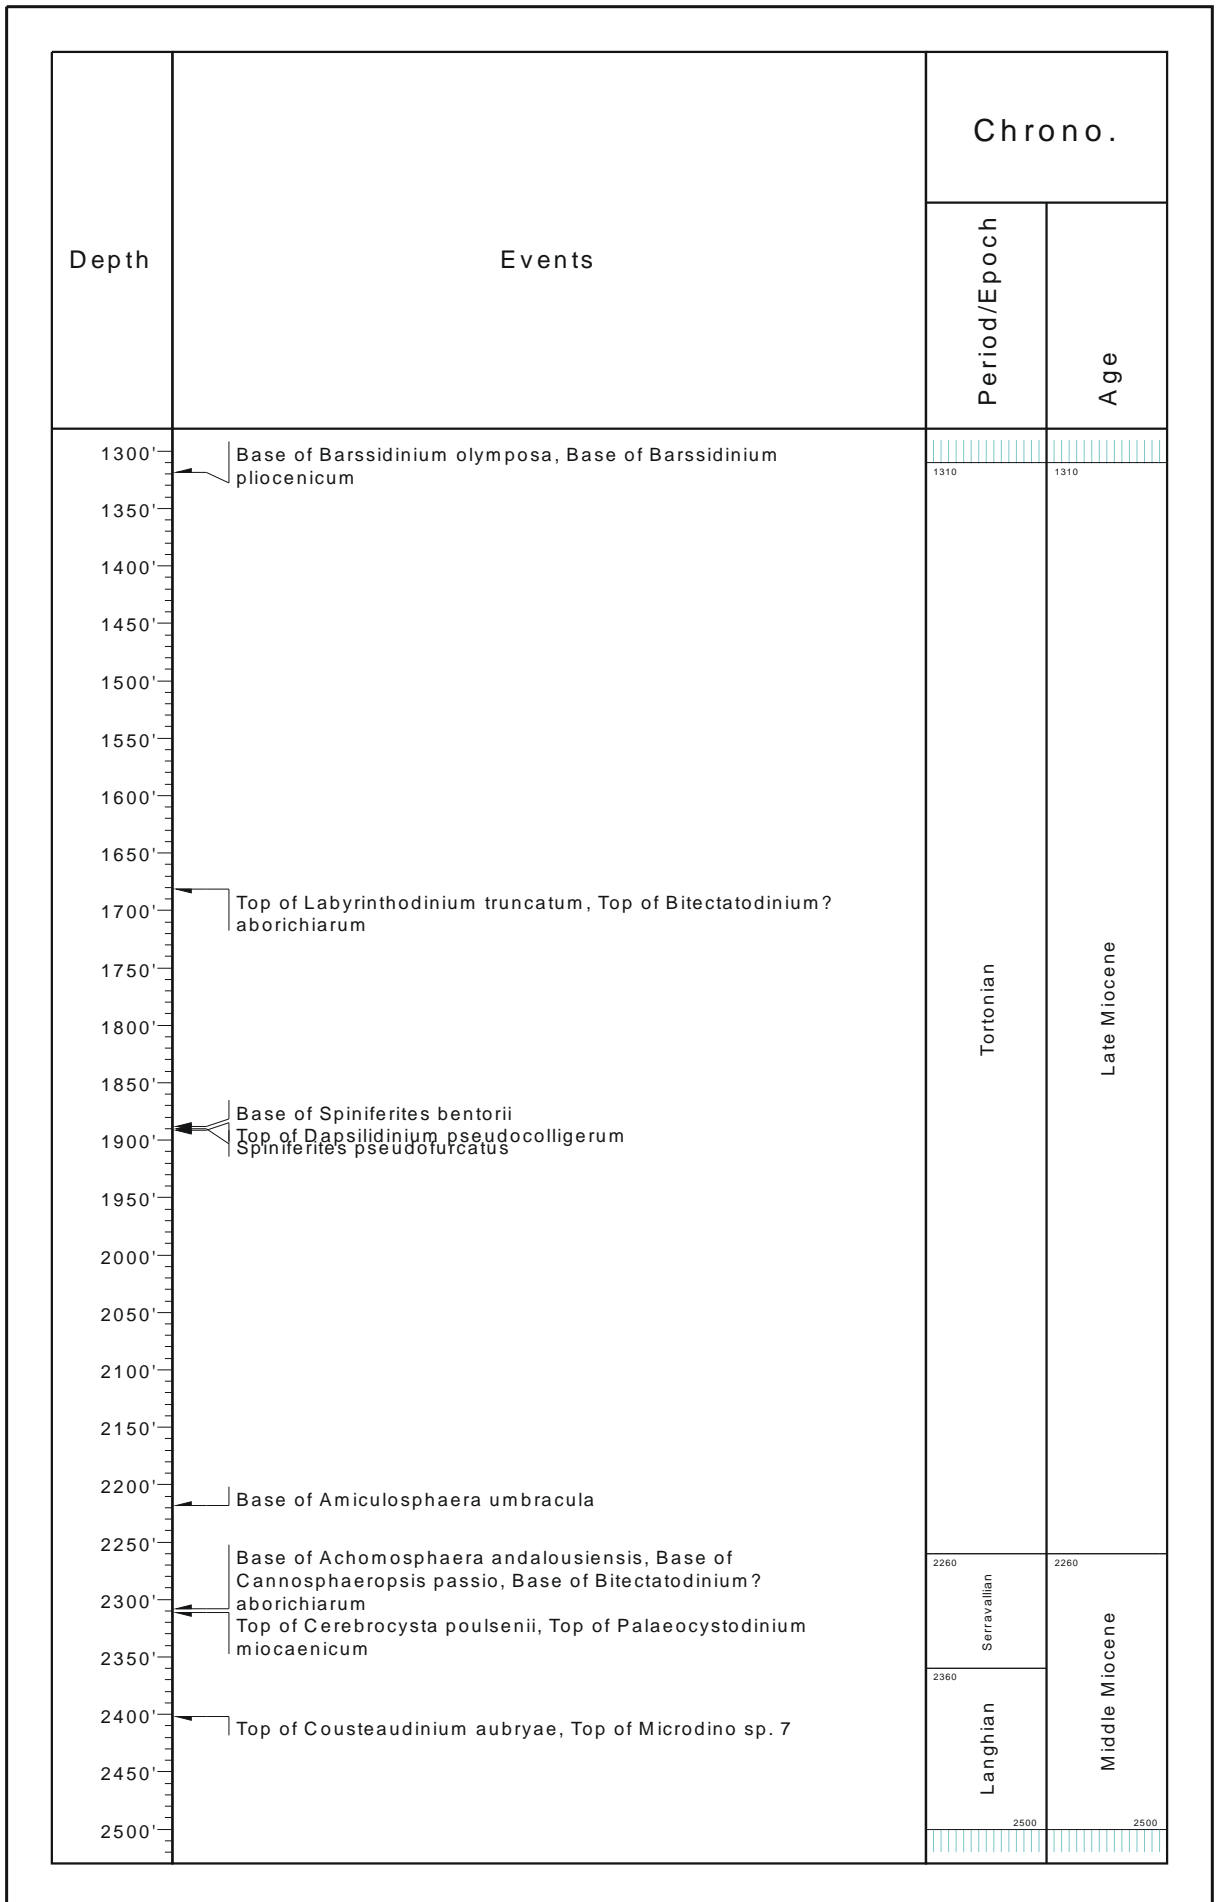 Chrono.
Depth
Events
Period/Epoch
Age
1300'
1350'
1400'
1450'
1500'
1550'
1600'
1650'
1700'
1750'
1800'
1850'
1900'
1950'
2000'
2050'
2100'
2150'
2200'
2250'
2300'
2350'
2400'
2450'
2500'
Base of Barssidinium olymposa, Base of Barssidinium
pliocenicum
Top of Labyrinthodinium truncatum, Top of Bitectatodinium?
aborichiarum
Base of Spiniferites bentorii
Top of Dapsilidinium pseudocolligerum
Spiniferites pseudofurcatus
Base of Amiculosphaera umbracula
Base of Achomosphaera andalousiensis, Base of
Cannosphaeropsis passio, Base of Bitectatodinium?
aborichiarum
Top of Cerebrocysta poulsenii, Top of Palaeocystodinium
miocaenicum
Top of Cousteaudinium aubryae, Top of Microdino sp. 7
1310
Tortonian
2260
Serravallian
2360
Langhian
2500
1310
Late Miocene
2260
Middle Miocene
2500